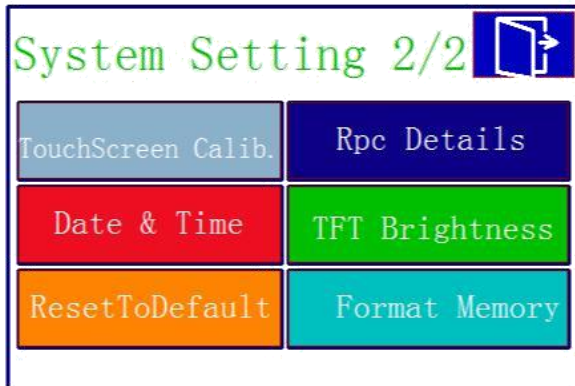 System Setting 2/2
TouchScreen Calib.
Rpc Details
Date & Time
TFT Brightness
ResetToDefault
Format Memory